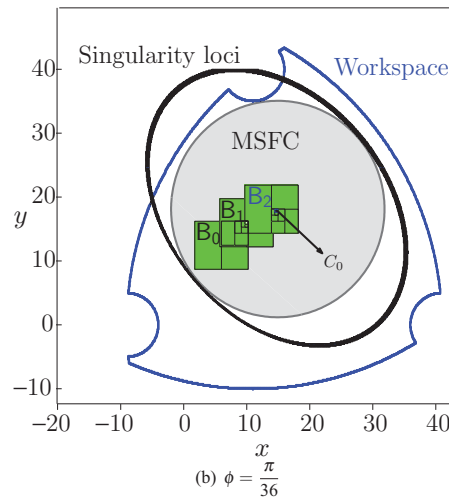 Singularity loci
Workspace
MSFC
B₂
B₁
B₀
C₀
y
40
30
20
10
0
−10
−20 −10 0 10 20 30 40
x
(b) ϕ = π/36